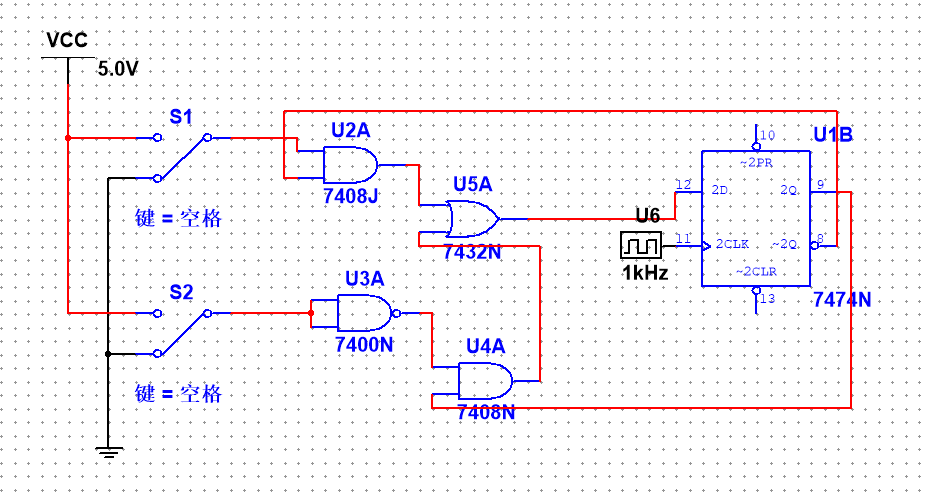 VCC
5.0V
S1
U2A
7408J
键 = 空格
U5A
7432N
U6
1kHz
10
U1B
~2PR
12
2D
2Q
9
11
2CLK
~2Q
8
~2CLR
13
7474N
S2
U3A
7400N
键 = 空格
U4A
7408N